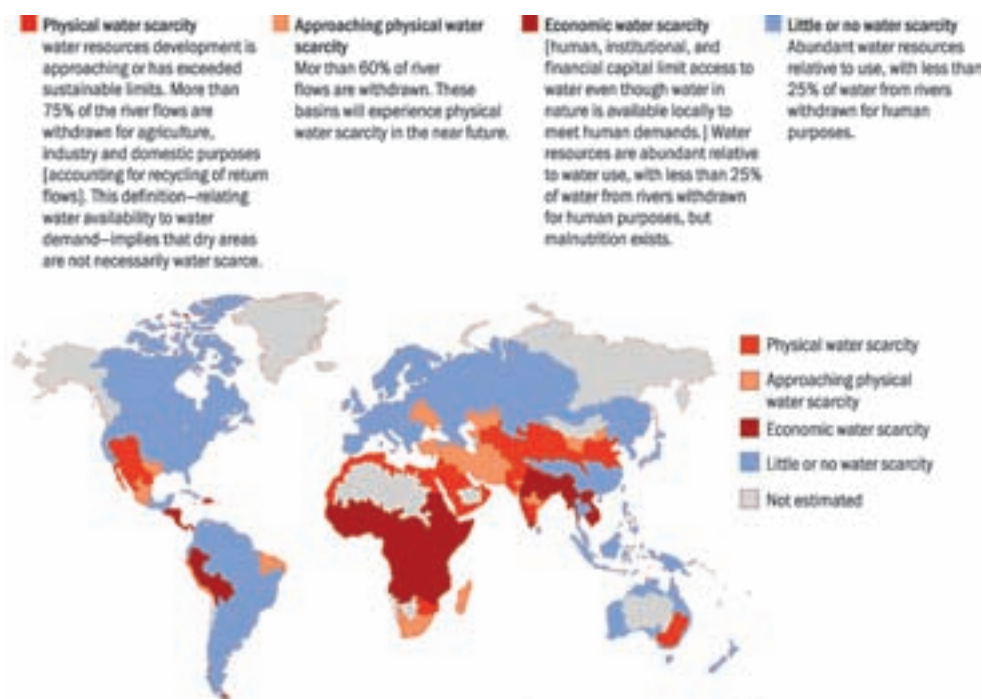 Physical water scarcity
water resources development is
approaching or has exceeded
sustainable limits. More than
75% of the river flows are
withdrawn for agriculture,
industry and domestic purposes
[accounting for recycling of return
flows]. This definition—relating
water availability to water
demand—implies that dry areas
are not necessarily water scarce.
Approaching physical water
scarcity
Mor than 60% of river
flows are withdrawn. These
basins will experience physical
water scarcity in the near future.
Economic water scarcity
[human, institutional, and
financial capital limit access to
water even though water in
nature is available locally to
meet human demands.] Water
resources are abundant relative
to water use, with less than 25%
of water from rivers withdrawn
for human purposes, but
malnutrition exists.
Little or no water scarcity
Abundant water resources
relative to use, with less than
25% of water from rivers
withdrawn for human
purposes.
Physical water scarcity
Approaching physical
water scarcity
Economic water scarcity
Little or no water scarcity
Not estimated